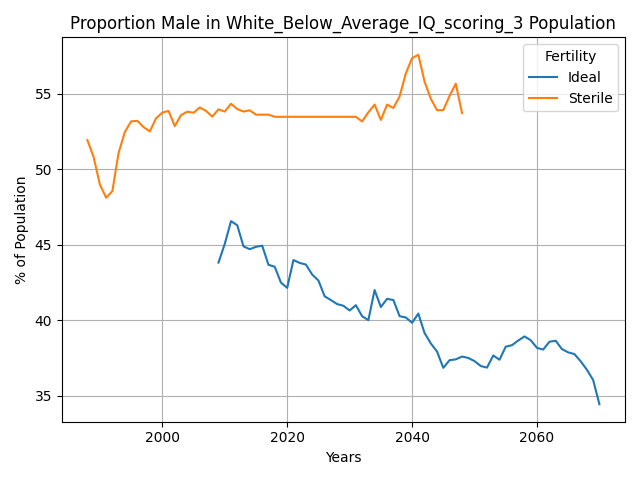 Proportion Male in White_Below_Average_IQ_scoring_3 Population
Fertility
Ideal
Sterile
% of Population
55
50
45
40
35
2000
2020
2040
2060
Years